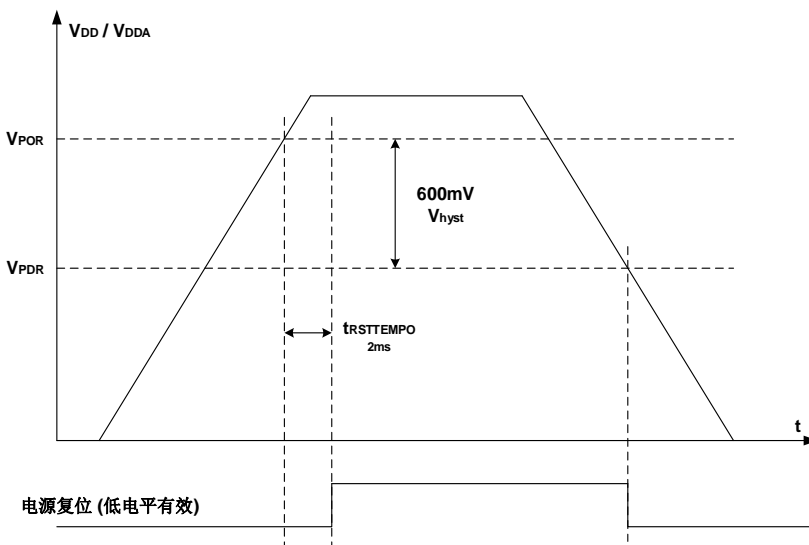 VDD / VDDA
VPOR
600mV
Vhyst
VPDR
tRSTTEMPO
2ms
t
电源复位 (低电平有效)